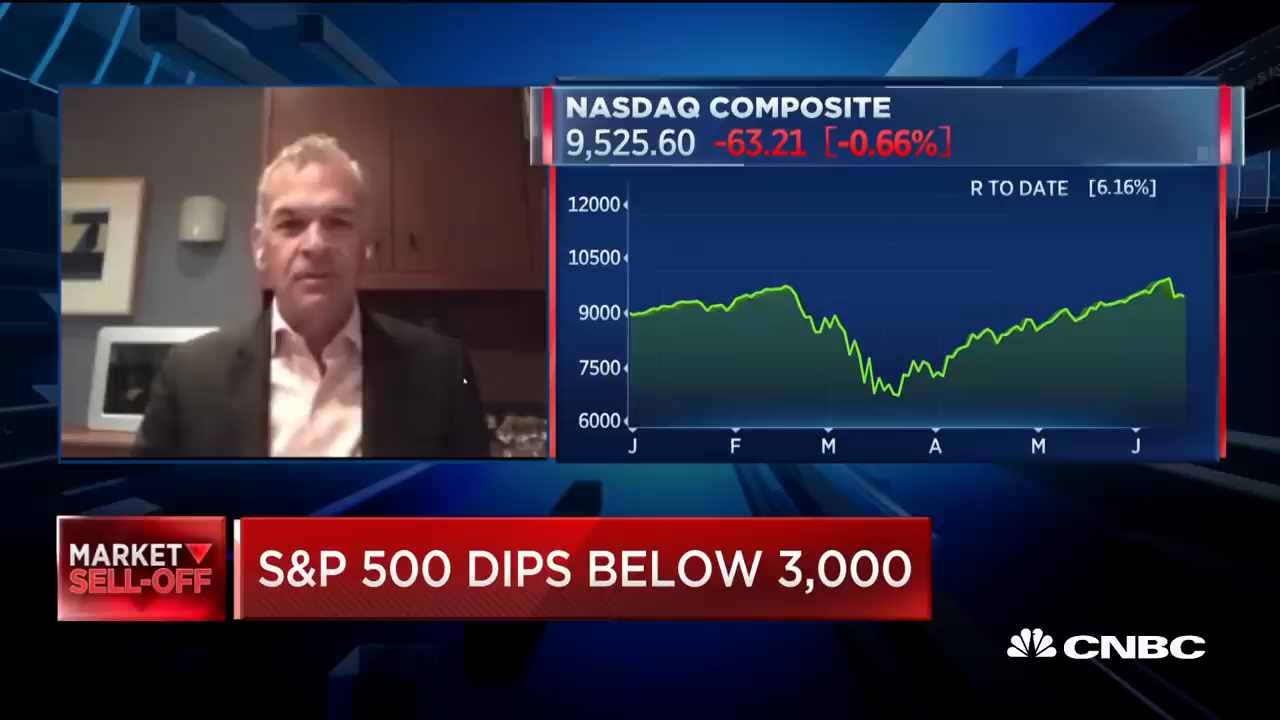 NASDAQ COMPOSITE
9,525.60 -63.21 [-0.66%]
R TO DATE [6.16%]
12000
10500
9000
7500
6000
J F M A M J
MARKET
SELL-OFF
S&P 500 DIPS BELOW 3,000
CNBC